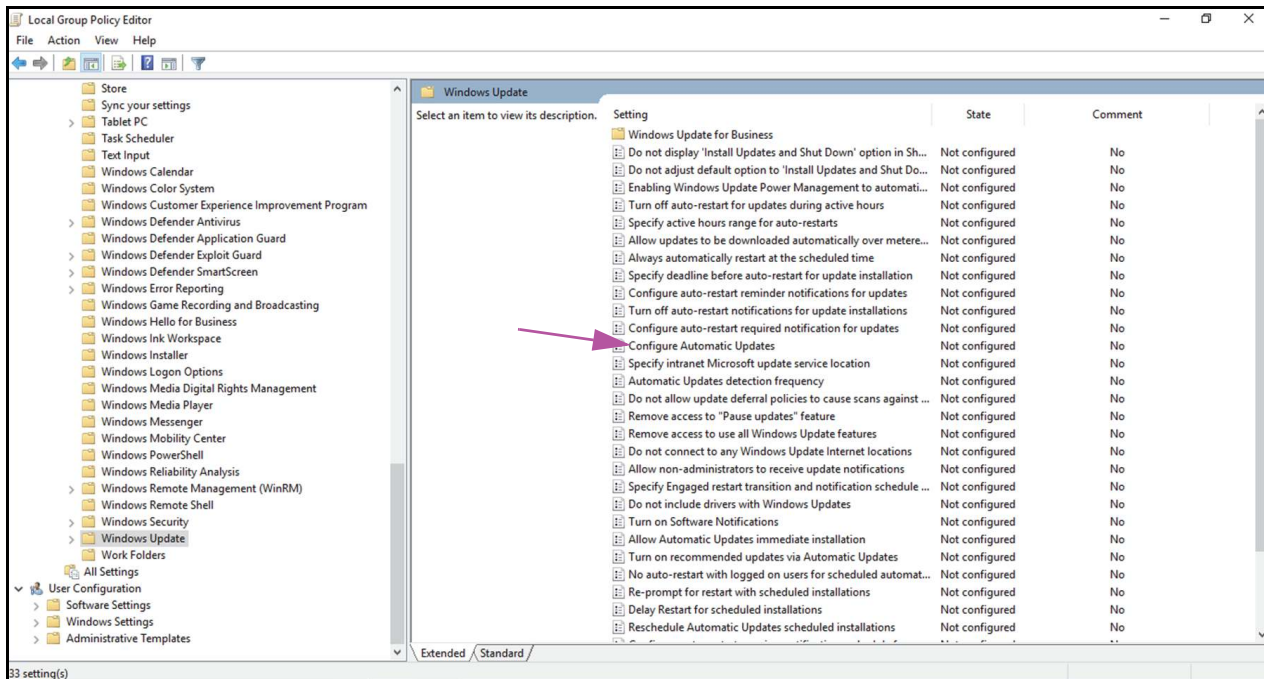 Local Group Policy Editor
File Action View Help
Store
Sync your settings
Tablet PC
Task Scheduler
Text Input
Windows Calendar
Windows Color System
Windows Customer Experience Improvement Program
Windows Defender Antivirus
Windows Defender Application Guard
Windows Defender Exploit Guard
Windows Defender SmartScreen
Windows Error Reporting
Windows Game Recording and Broadcasting
Windows Hello for Business
Windows Ink Workspace
Windows Installer
Windows Logon Options
Windows Media Digital Rights Management
Windows Media Player
Windows Messenger
Windows Mobility Center
Windows PowerShell
Windows Reliability Analysis
Windows Remote Management (WinRM)
Windows Remote Shell
Windows Security
Windows Update
Work Folders
All Settings
User Configuration
Software Settings
Windows Settings
Administrative Templates
Windows Update
Select an item to view its description.
Setting State Comment
Windows Update for Business
Do not display 'Install Updates and Shut Down' option in Sh... Not configured No
Do not adjust default option to 'Install Updates and Shut Do... Not configured No
Enabling Windows Update Power Management to automati... Not configured No
Turn off auto-restart for updates during active hours Not configured No
Specify active hours range for auto-restarts Not configured No
Allow updates to be downloaded automatically over metere... Not configured No
Always automatically restart at the scheduled time Not configured No
Specify deadline before auto-restart for update installation Not configured No
Configure auto-restart reminder notifications for updates Not configured No
Turn off auto-restart notifications for update installations Not configured No
Configure auto-restart required notification for updates Not configured No
Configure Automatic Updates Not configured No
Specify intranet Microsoft update service location Not configured No
Automatic Updates detection frequency Not configured No
Do not allow update deferral policies to cause scans against ... Not configured No
Remove access to "Pause updates" feature Not configured No
Remove access to use all Windows Update features Not configured No
Do not connect to any Windows Update Internet locations Not configured No
Allow non-administrators to receive update notifications Not configured No
Specify Engaged restart transition and notification schedule ... Not configured No
Do not include drivers with Windows Updates Not configured No
Turn on Software Notifications Not configured No
Allow Automatic Updates immediate installation Not configured No
Turn on recommended updates via Automatic Updates Not configured No
No auto-restart with logged on users for scheduled automat... Not configured No
Re-prompt for restart with scheduled installations Not configured No
Delay Restart for scheduled installations Not configured No
Reschedule Automatic Updates scheduled installations Not configured No
Extended Standard
33 setting(s)